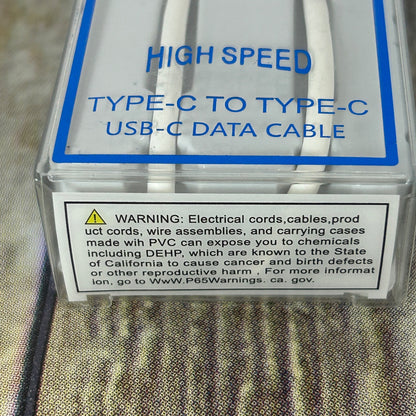 HIGH SPEED
TYPE-C TO TYPE-C
USB-C DATA CABLE
WARNING: Electrical cords,cables,prod
uct cords, wire assemblies, and carrying cases
made wih PVC can expose you to chemicals
including DEHP, which are known to the State
of California to cause cancer and birth defects
or other reproductive harm . For more informat
ion, go to WwW.P65Warnings. ca. gov.